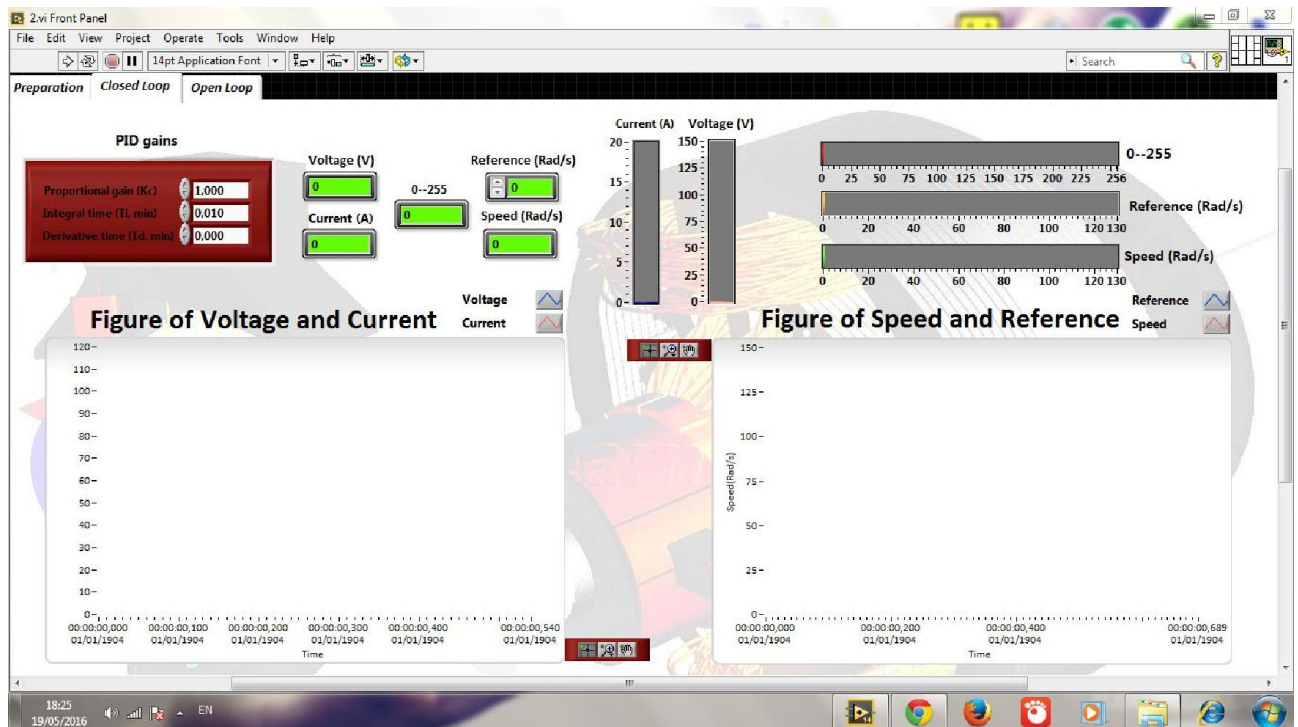 2.vi Front Panel
File Edit View Project Operate Tools Window Help
14pt Application Font
Search
Preparation Closed Loop Open Loop
PID gains
Proportional gain (Kc) 1,000
Integral time (Ti, min) 0,010
Derivative time (Td, min) 0,000
Voltage (V)
0
Current (A)
0
0--255
0
Reference (Rad/s)
0
Speed (Rad/s)
0
Current (A)
20
15
10
5
0
Voltage (V)
150
125
100
75
50
25
0
0--255
0 25 50 75 100 125 150 175 200 225 256
Reference (Rad/s)
0 20 40 60 80 100 120 130
Speed (Rad/s)
0 20 40 60 80 100 120 130
Figure of Voltage and Current
Voltage
Current
120
110
100
90
80
70
60
50
40
30
20
10
0
00:00:00,000 00:00:00,100 00:00:00,200 00:00:00,300 00:00:00,400 00:00:00,540
01/01/1904 01/01/1904 01/01/1904 01/01/1904 01/01/1904 01/01/1904
Time
Figure of Speed and Reference
Reference
Speed
150
125
100
75
50
25
0
Speed(Rad/s)
00:00:00,000 00:00:00,200 00:00:00,400 00:00:00,689
01/01/1904 01/01/1904 01/01/1904 01/01/1904
Time
18:25
19/05/2016
EN
14